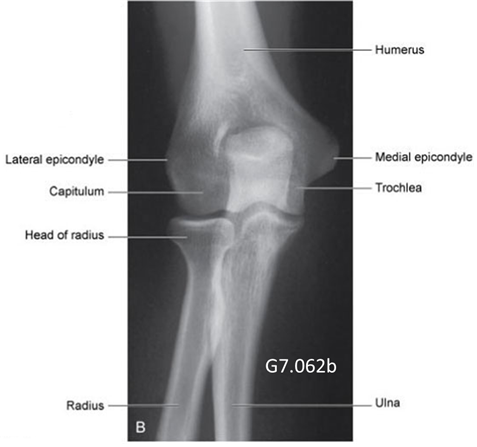 Humerus
Lateral epicondyle
Medial epicondyle
Capitulum
Trochlea
Head of radius
G7.062b
Radius
Ulna
B